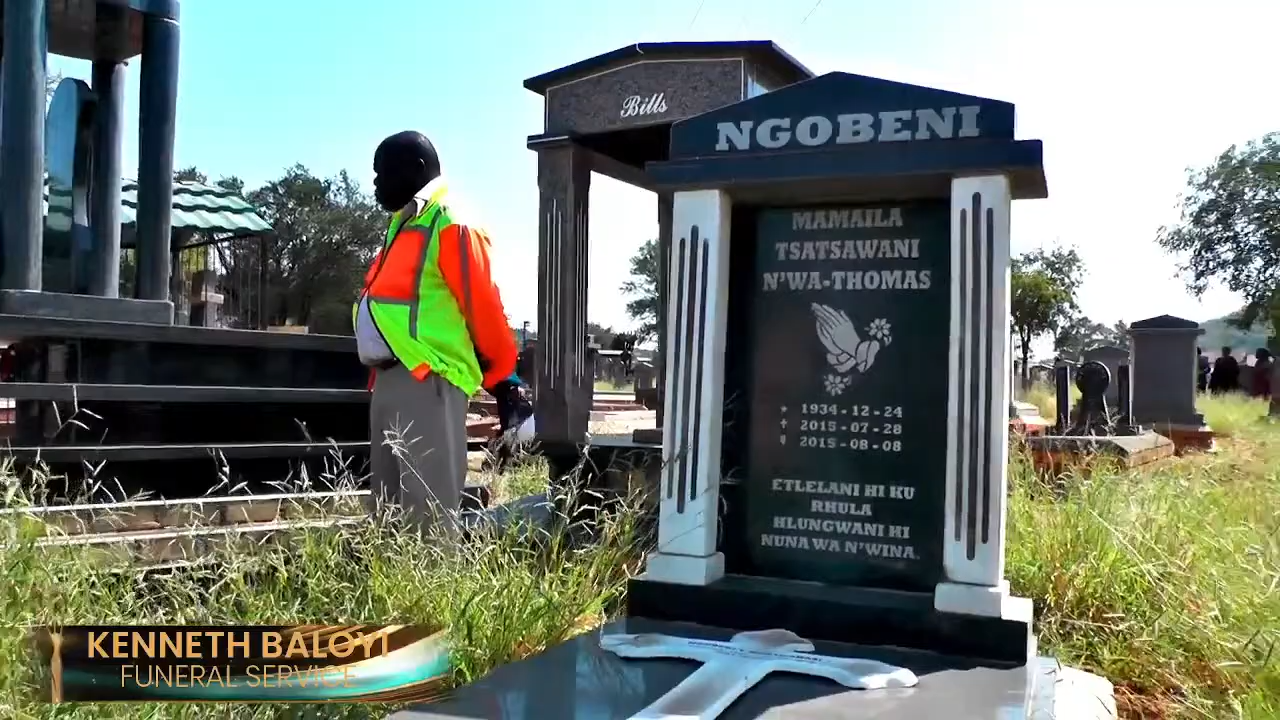 Bills
NGOBENI
MAMAILA
TSATSAWANI
N'WA-THOMAS
1934-12-24
2015-07-28
2015-08-08
ETLELANI HI KU
RHULA
HLUNGWANI HI
NUNA WA N'WINA.
KENNETH BALOYI
FUNERAL SERVICE